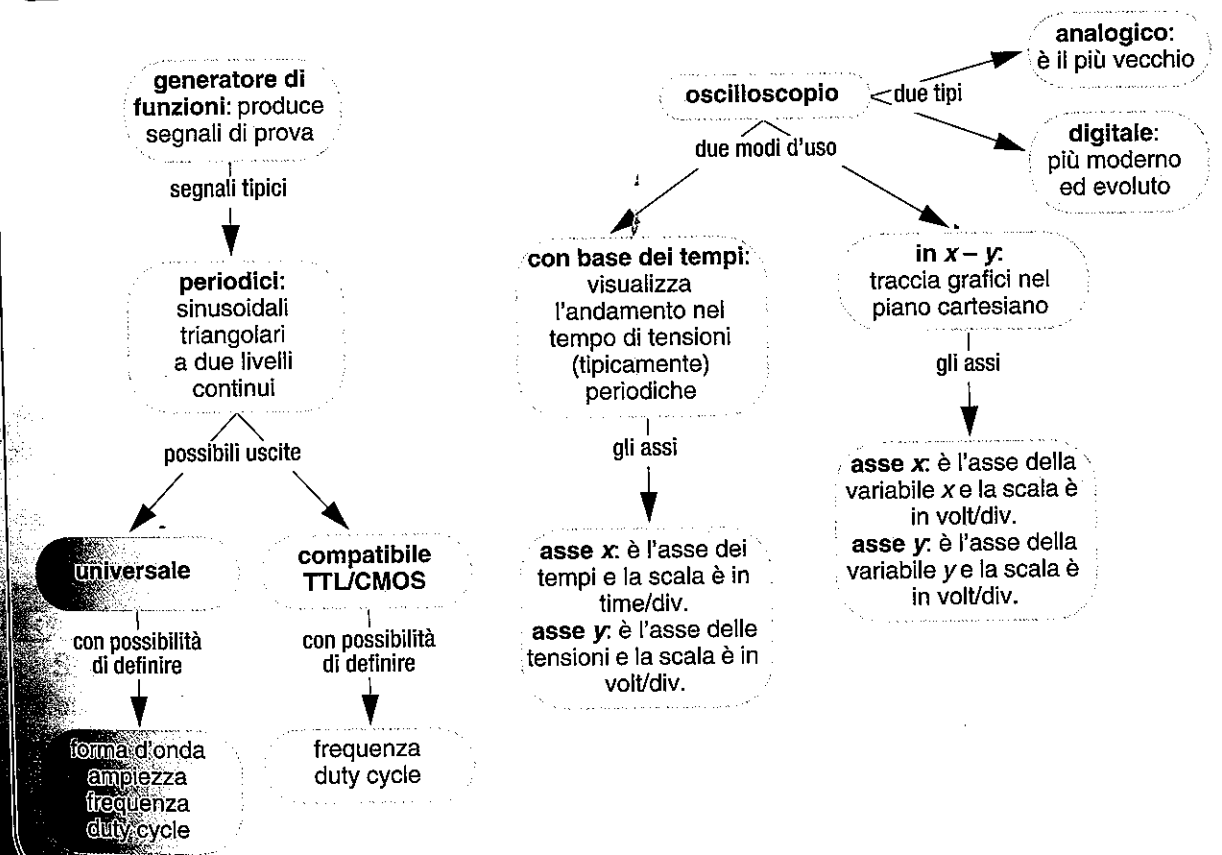 generatore di
funzioni: produce
segnali di prova
segnali tipici
periodici:
sinusoidali
triangolari
a due livelli
continui
possibili uscite
universale
con possibilità
di definire
forma d'onda
ampiezza
frequenza
duty cycle
compatibile
TTL/CMOS
con possibilità
di definire
frequenza
duty cycle
oscilloscopio
due tipi
analogico:
è il più vecchio
digitale:
più moderno
ed evoluto
due modi d'uso
con base dei tempi:
visualizza
l'andamento nel
tempo di tensioni
(tipicamente)
periodiche
gli assi
asse x: è l'asse dei
tempi e la scala è in
time/div.
asse y: è l'asse delle
tensioni e la scala è in
volt/div.
in x – y:
traccia grafici nel
piano cartesiano
gli assi
asse x: è l'asse della
variabile x e la scala è
in volt/div.
asse y: è l'asse della
variabile y e la scala è
in volt/div.